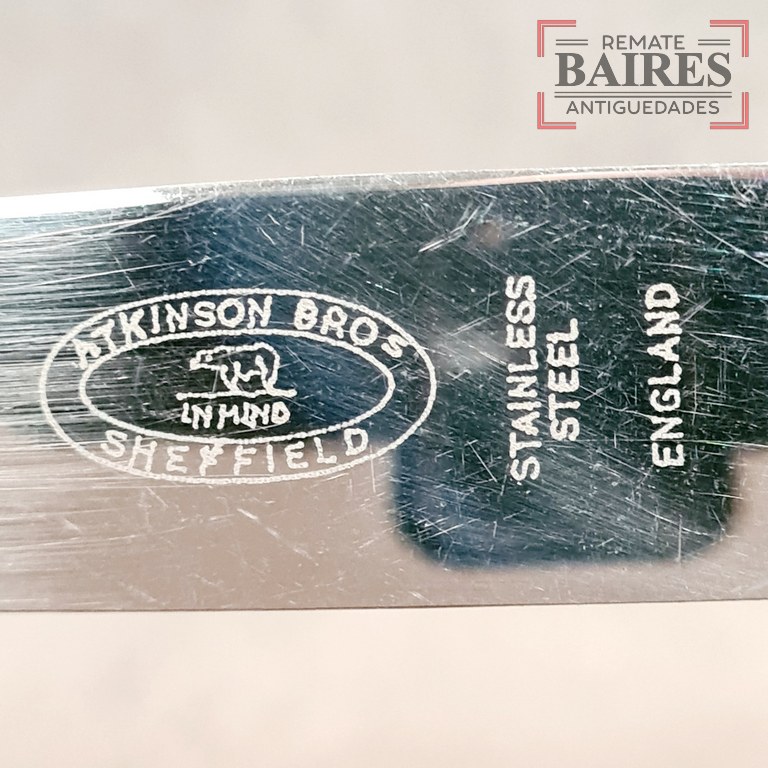 REMATE
BAIRES
ANTIGUEDADES
ATKINSON BROS
IN MIND
SHEFFIELD
STAINLESS
STEEL
ENGLAND